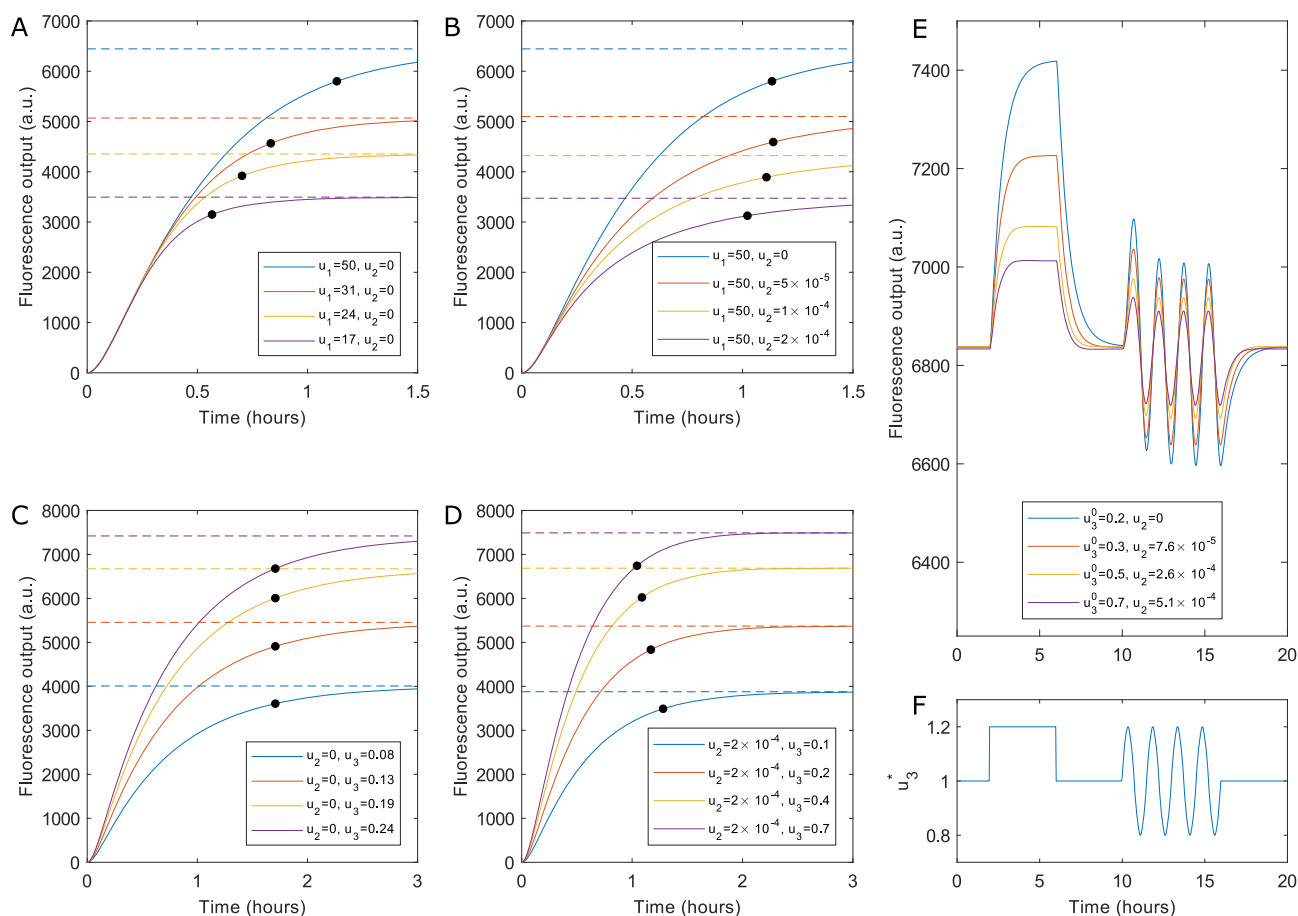 A
Fluorescence output (a.u.)
7000
6000
5000
4000
3000
2000
1000
0
0
0.5
1
1.5
Time (hours)
u₁=50, u₂=0
u₁=31, u₂=0
u₁=24, u₂=0
u₁=17, u₂=0
B
Fluorescence output (a.u.)
7000
6000
5000
4000
3000
2000
1000
0
0
0.5
1
1.5
Time (hours)
u₁=50, u₂=0
u₁=50, u₂=5× 10⁻⁵
u₁=50, u₂=1× 10⁻⁴
u₁=50, u₂=2× 10⁻⁴
E
Fluorescence output (a.u.)
7400
7200
7000
6800
6600
6400
0
5
10
15
20
u₃⁰=0.2, u₂=0
u₃⁰=0.3, u₂=7.6× 10⁻⁵
u₃⁰=0.5, u₂=2.6× 10⁻⁴
u₃⁰=0.7, u₂=5.1× 10⁻⁴
C
Fluorescence output (a.u.)
8000
7000
6000
5000
4000
3000
2000
1000
0
0
1
2
3
Time (hours)
u₂=0, u₃=0.08
u₂=0, u₃=0.13
u₂=0, u₃=0.19
u₂=0, u₃=0.24
D
Fluorescence output (a.u.)
8000
7000
6000
5000
4000
3000
2000
1000
0
0
1
2
3
Time (hours)
u₂=2× 10⁻⁴, u₃=0.1
u₂=2× 10⁻⁴, u₃=0.2
u₂=2× 10⁻⁴, u₃=0.4
u₂=2× 10⁻⁴, u₃=0.7
F
u₃*
1.2
1
0.8
0
5
10
15
20
Time (hours)